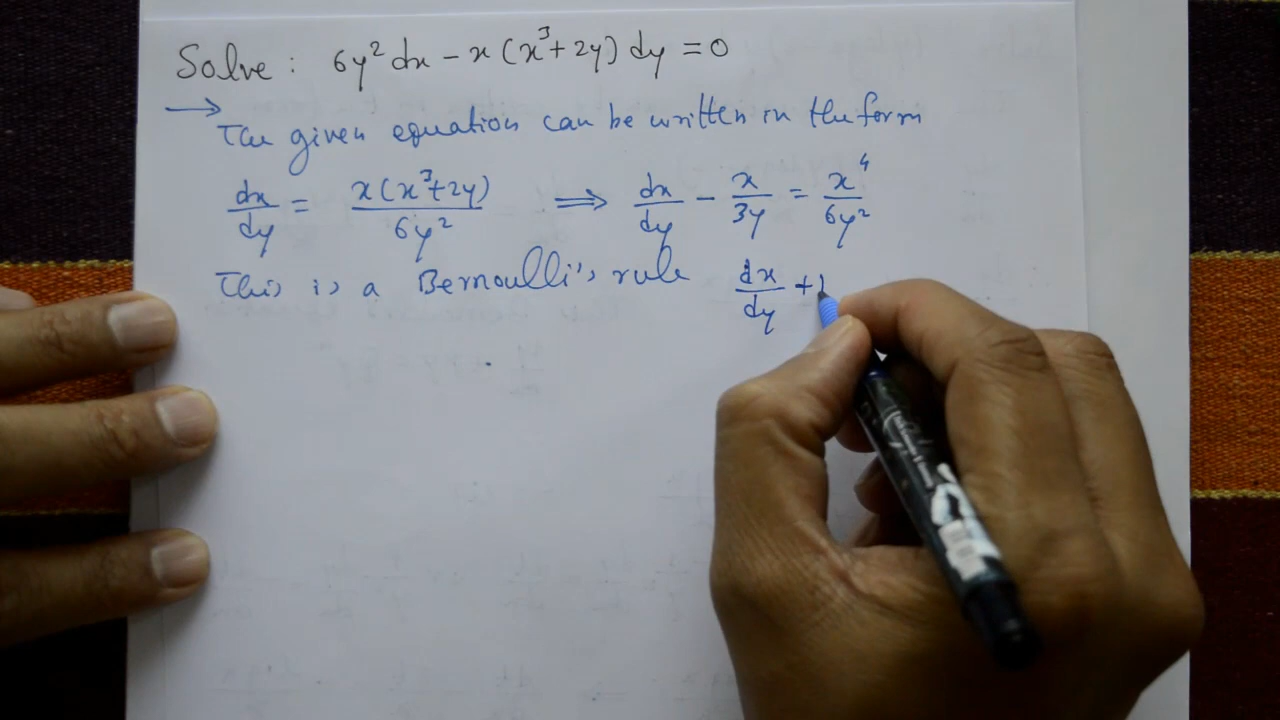 Solve : 6y² dx − x (x³ + 2y) dy = 0
→ The given equation can be written in the form
dx/dy = x(x³+2y)/6y² ⟹ dx/dy − x/3y = x⁴/6y²
This is a Bernoulli's rule dx/dy +